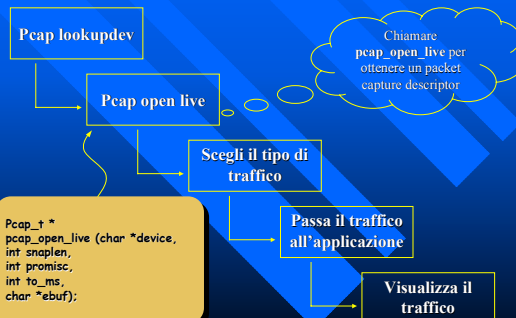 Pcap lookupdev
Chiamare
pcap_open_live per
ottenere un packet
capture descriptor
Pcap open live
Scegli il tipo di
traffico
Pcap_t *
pcap_open_live (char *device,
int snaplen,
int promisc,
int to_ms,
char *ebuf);
Passa il traffico
all’applicazione
Visualizza il
traffico